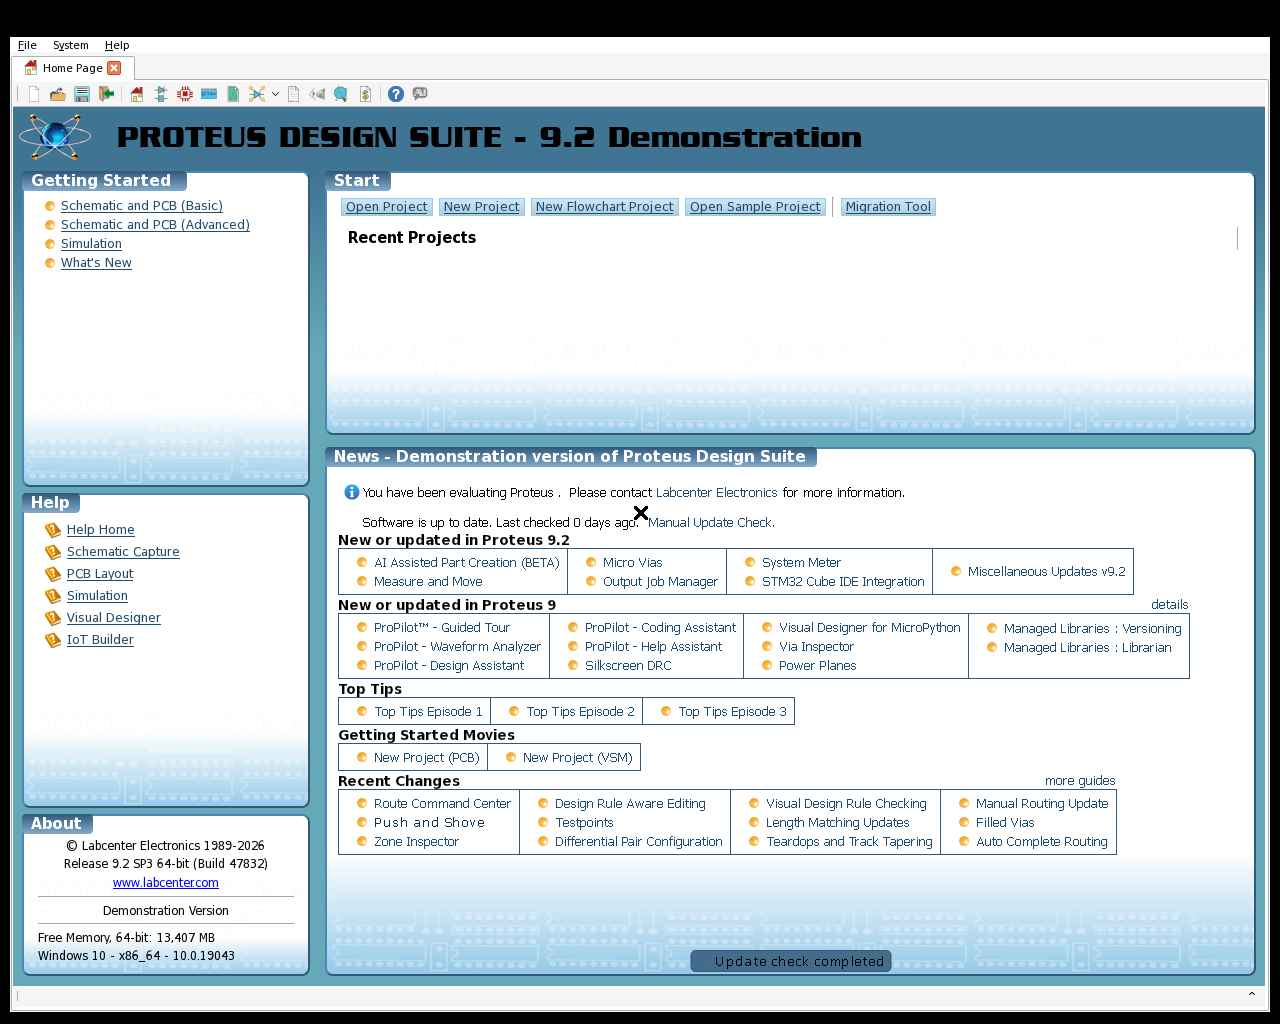 File System Help
Home Page
PROTEUS DESIGN SUITE - 9.2 Demonstration
Getting Started
Schematic and PCB (Basic)
Schematic and PCB (Advanced)
Simulation
What's New
Start
Open Project New Project New Flowchart Project Open Sample Project Migration Tool
Recent Projects
Help
Help Home
Schematic Capture
PCB Layout
Simulation
Visual Designer
IoT Builder
News - Demonstration version of Proteus Design Suite
You have been evaluating Proteus . Please contact Labcenter Electronics for more information.
Software is up to date. Last checked 0 days ago. Manual Update Check.
New or updated in Proteus 9.2
AI Assisted Part Creation (BETA) Micro Vias System Meter Miscellaneous Updates v9.2
Measure and Move Output Job Manager STM32 Cube IDE Integration
New or updated in Proteus 9 details
ProPilot™ - Guided Tour ProPilot - Coding Assistant Visual Designer for MicroPython Managed Libraries : Versioning
ProPilot - Waveform Analyzer ProPilot - Help Assistant Via Inspector Managed Libraries : Librarian
ProPilot - Design Assistant Silkscreen DRC Power Planes
Top Tips
Top Tips Episode 1 Top Tips Episode 2 Top Tips Episode 3
Getting Started Movies
New Project (PCB) New Project (VSM)
Recent Changes more guides
Route Command Center Design Rule Aware Editing Visual Design Rule Checking Manual Routing Update
Push and Shove Testpoints Length Matching Updates Filled Vias
Zone Inspector Differential Pair Configuration Teardops and Track Tapering Auto Complete Routing
About
© Labcenter Electronics 1989-2026
Release 9.2 SP3 64-bit (Build 47832)
www.labcenter.com
Demonstration Version
Free Memory, 64-bit: 13,407 MB
Windows 10 - x86_64 - 10.0.19043
Update check completed